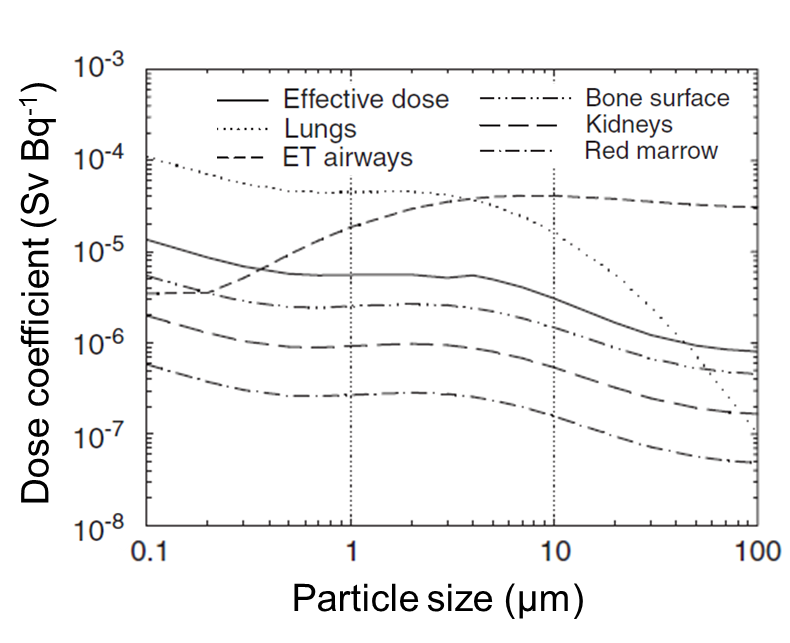 10-3
10-4
10-5
10-6
10-7
10-8
Dose coefficient (Sv Bq-1)
Effective dose
Lungs
ET airways
Bone surface
Kidneys
Red marrow
0.1 1 10 100
Particle size (µm)